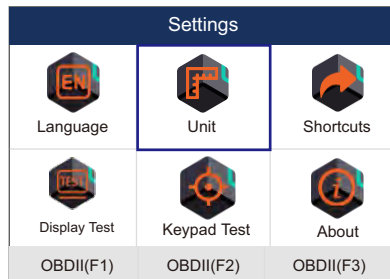 Settings
EN
Language
Unit
Shortcuts
TEST
Display Test
Keypad Test
i
About
OBDII(F1)
OBDII(F2)
OBDII(F3)